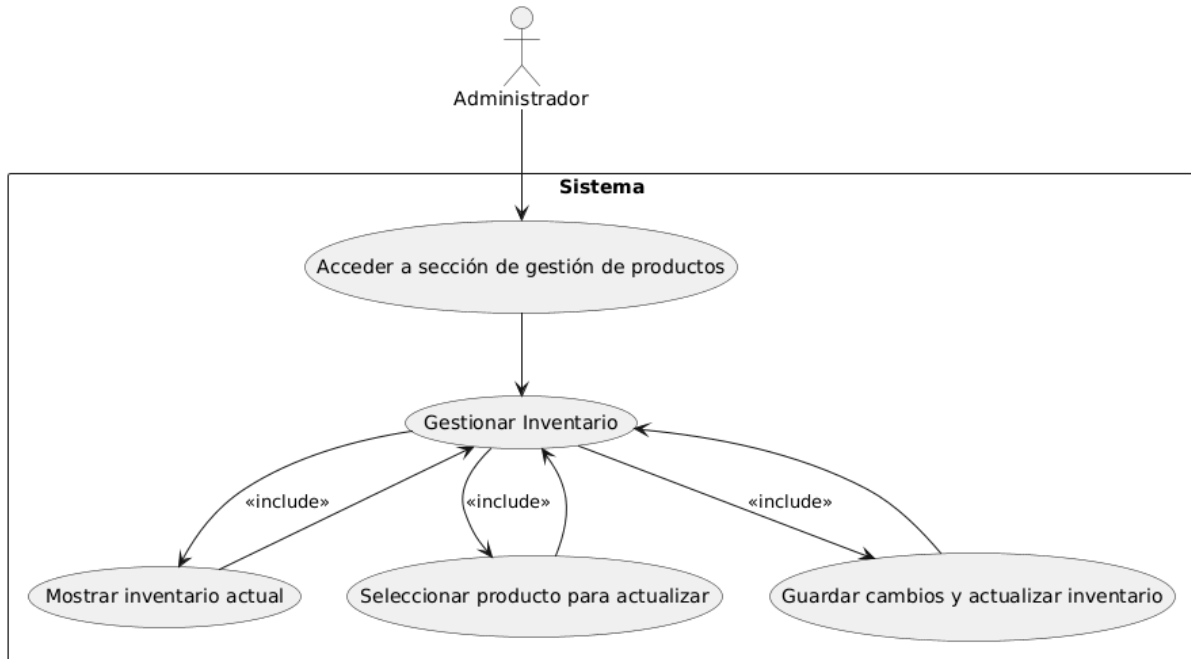 Administrador
Sistema
Acceder a sección de gestión de productos
Gestionar Inventario
«include»
«include»
«include»
Mostrar inventario actual
Seleccionar producto para actualizar
Guardar cambios y actualizar inventario